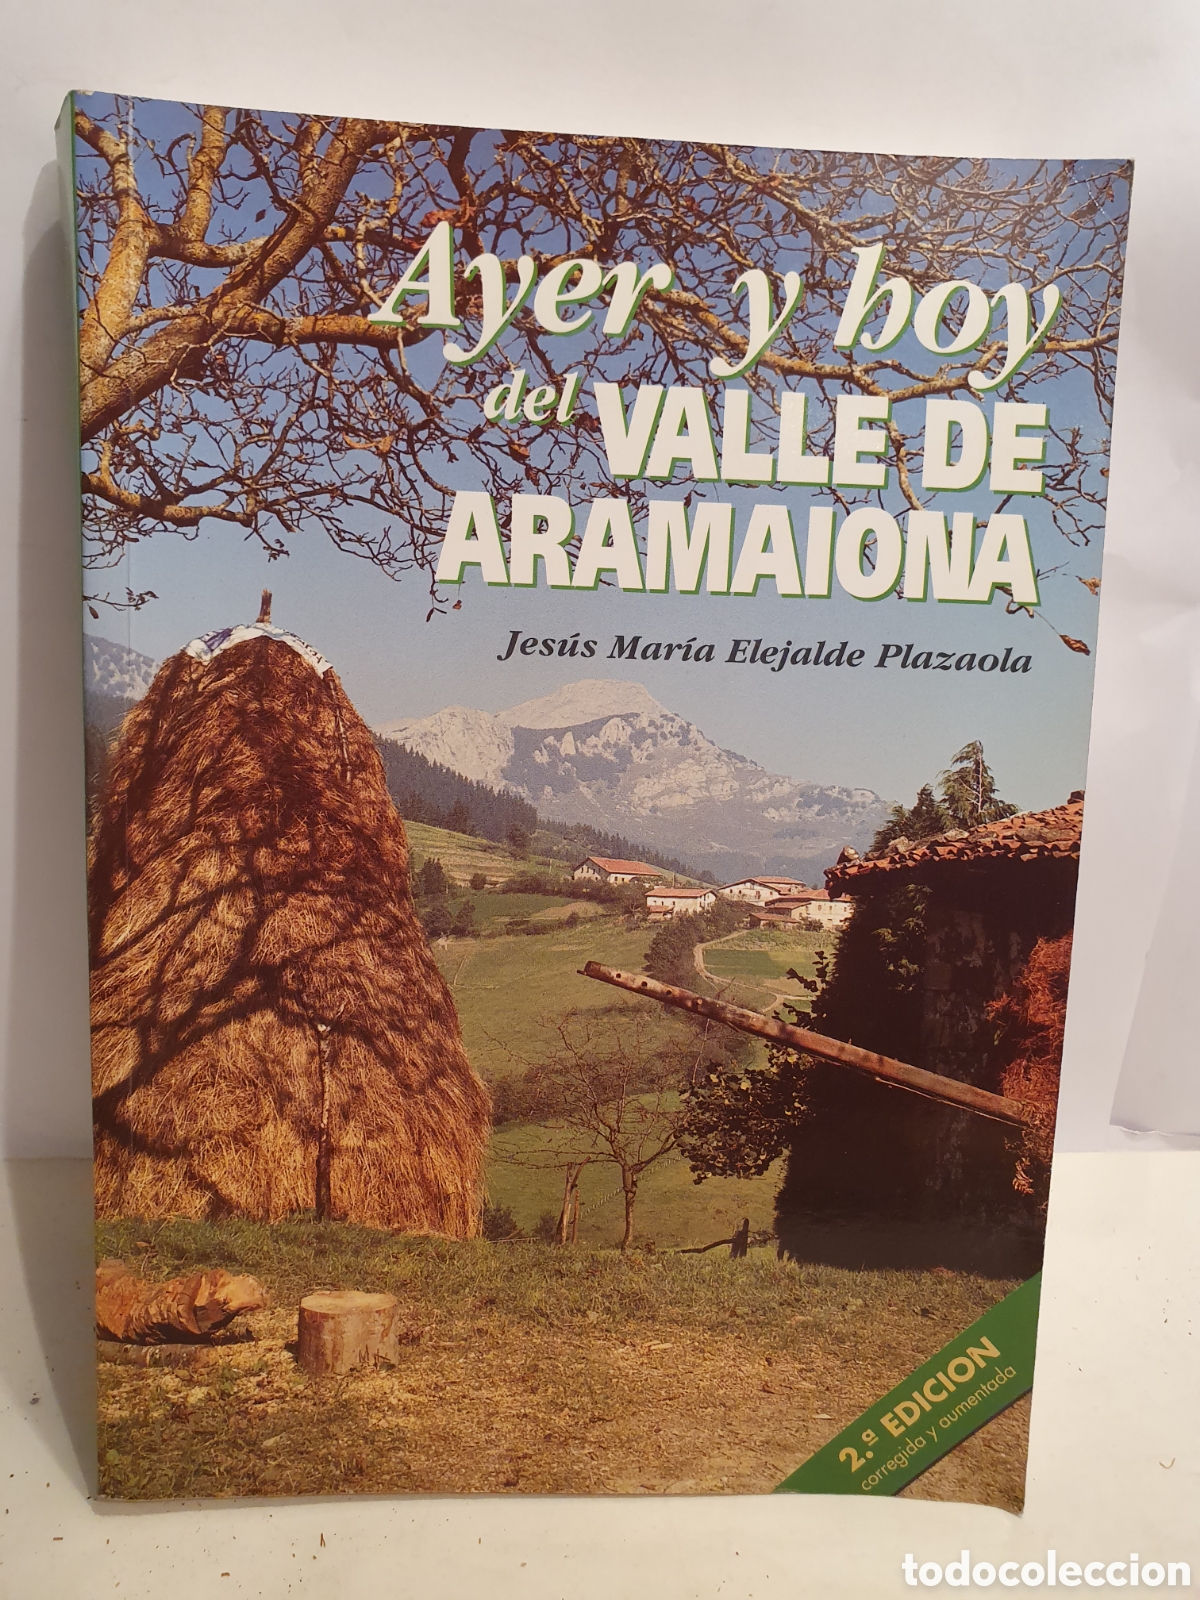 Ayer y hoy
del VALLE DE
ARAMAIONA
Jesús María Elejalde Plazaola
2.ª EDICION
corregida y aumentada
todocoleccion